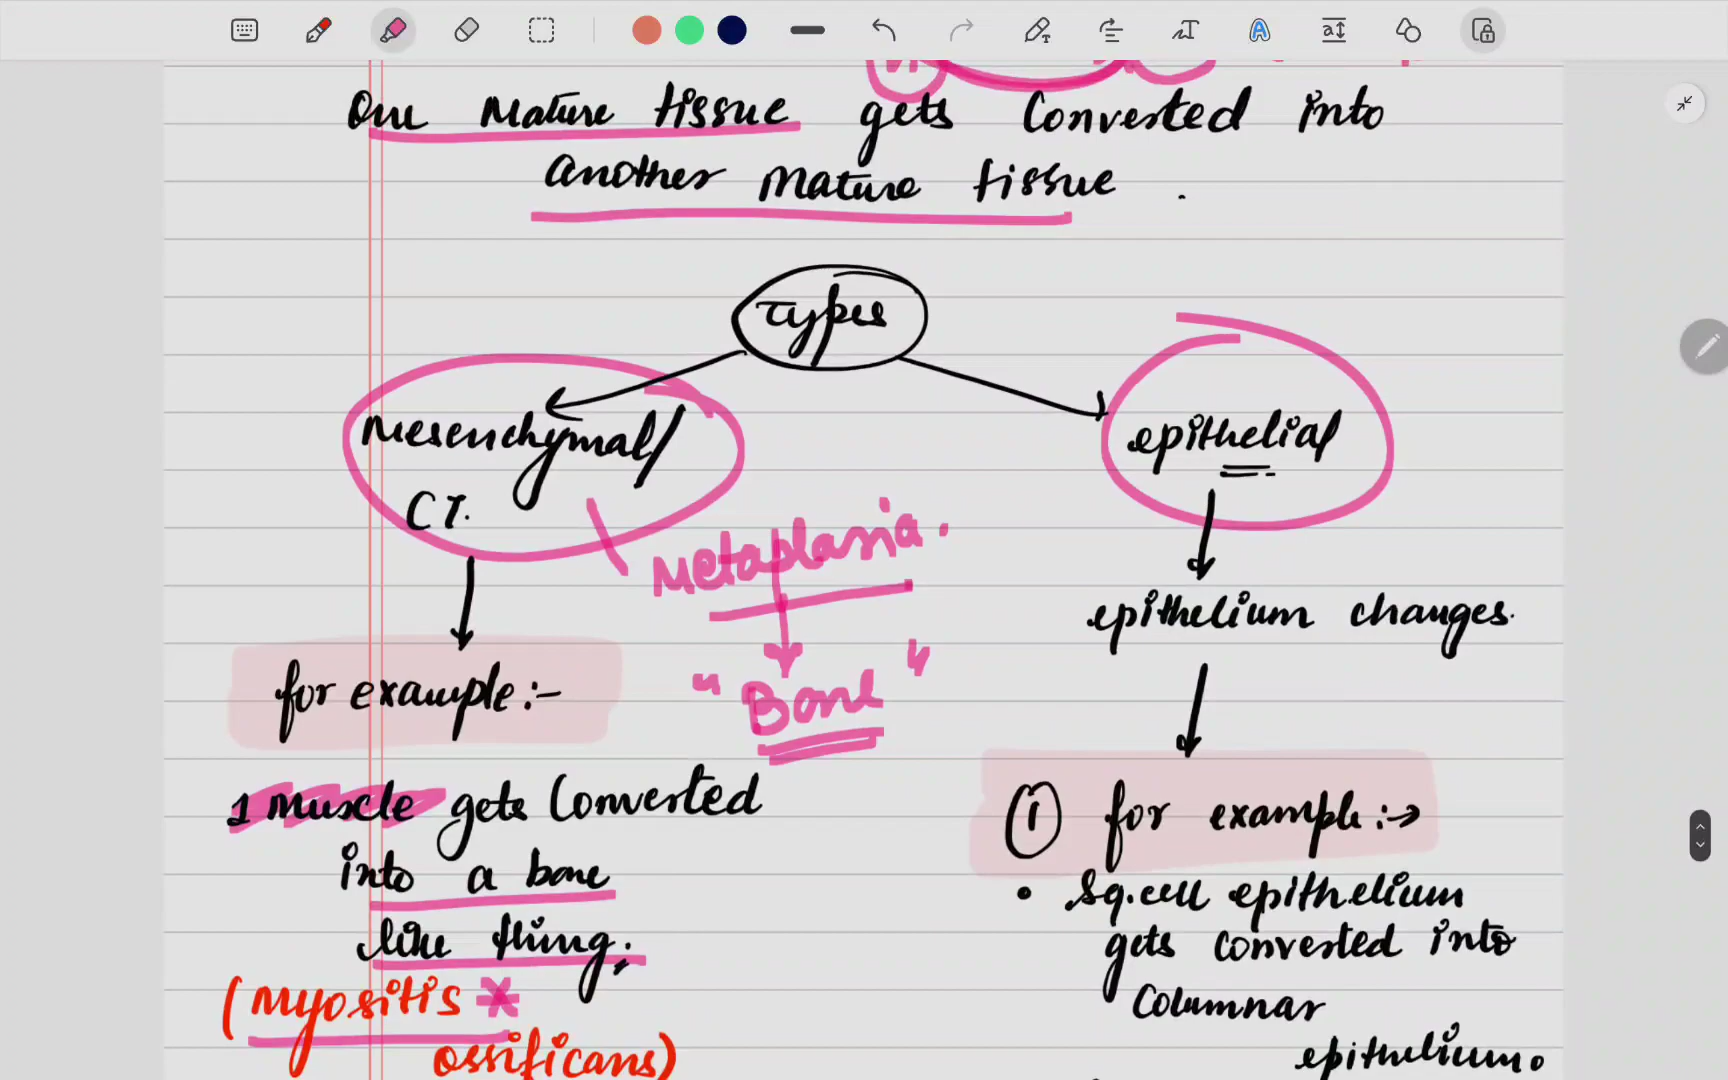 One Mature tissue gets Converted into
another Mature tissue.
Types
Mesenchymal/
CT.
epithelial
Metaplasia.
"Bone"
epithelium changes.
for example:-
1 Muscle gets Converted
into a bone
like thing.
(Myositis *
ossificans)
① for example:→
• Sq.cell epithelium
gets converted into
Columnar
epithelium.